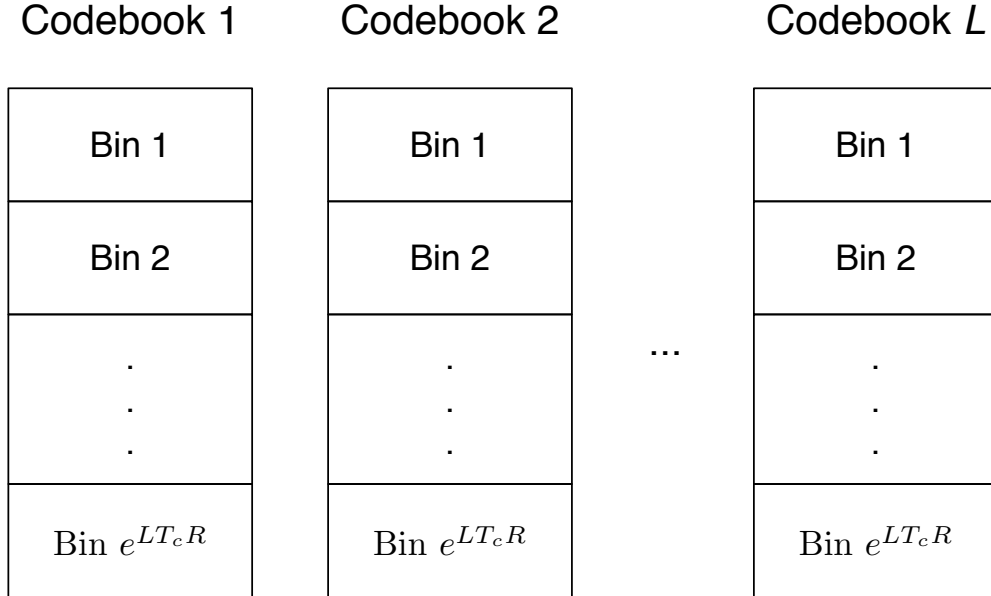 Codebook 1 Codebook 2 Codebook L
Bin 1 Bin 1 Bin 1
Bin 2 Bin 2 Bin 2
. . .
. . ... .
. . .
Bin e^{LT_cR} Bin e^{LT_cR} Bin e^{LT_cR}